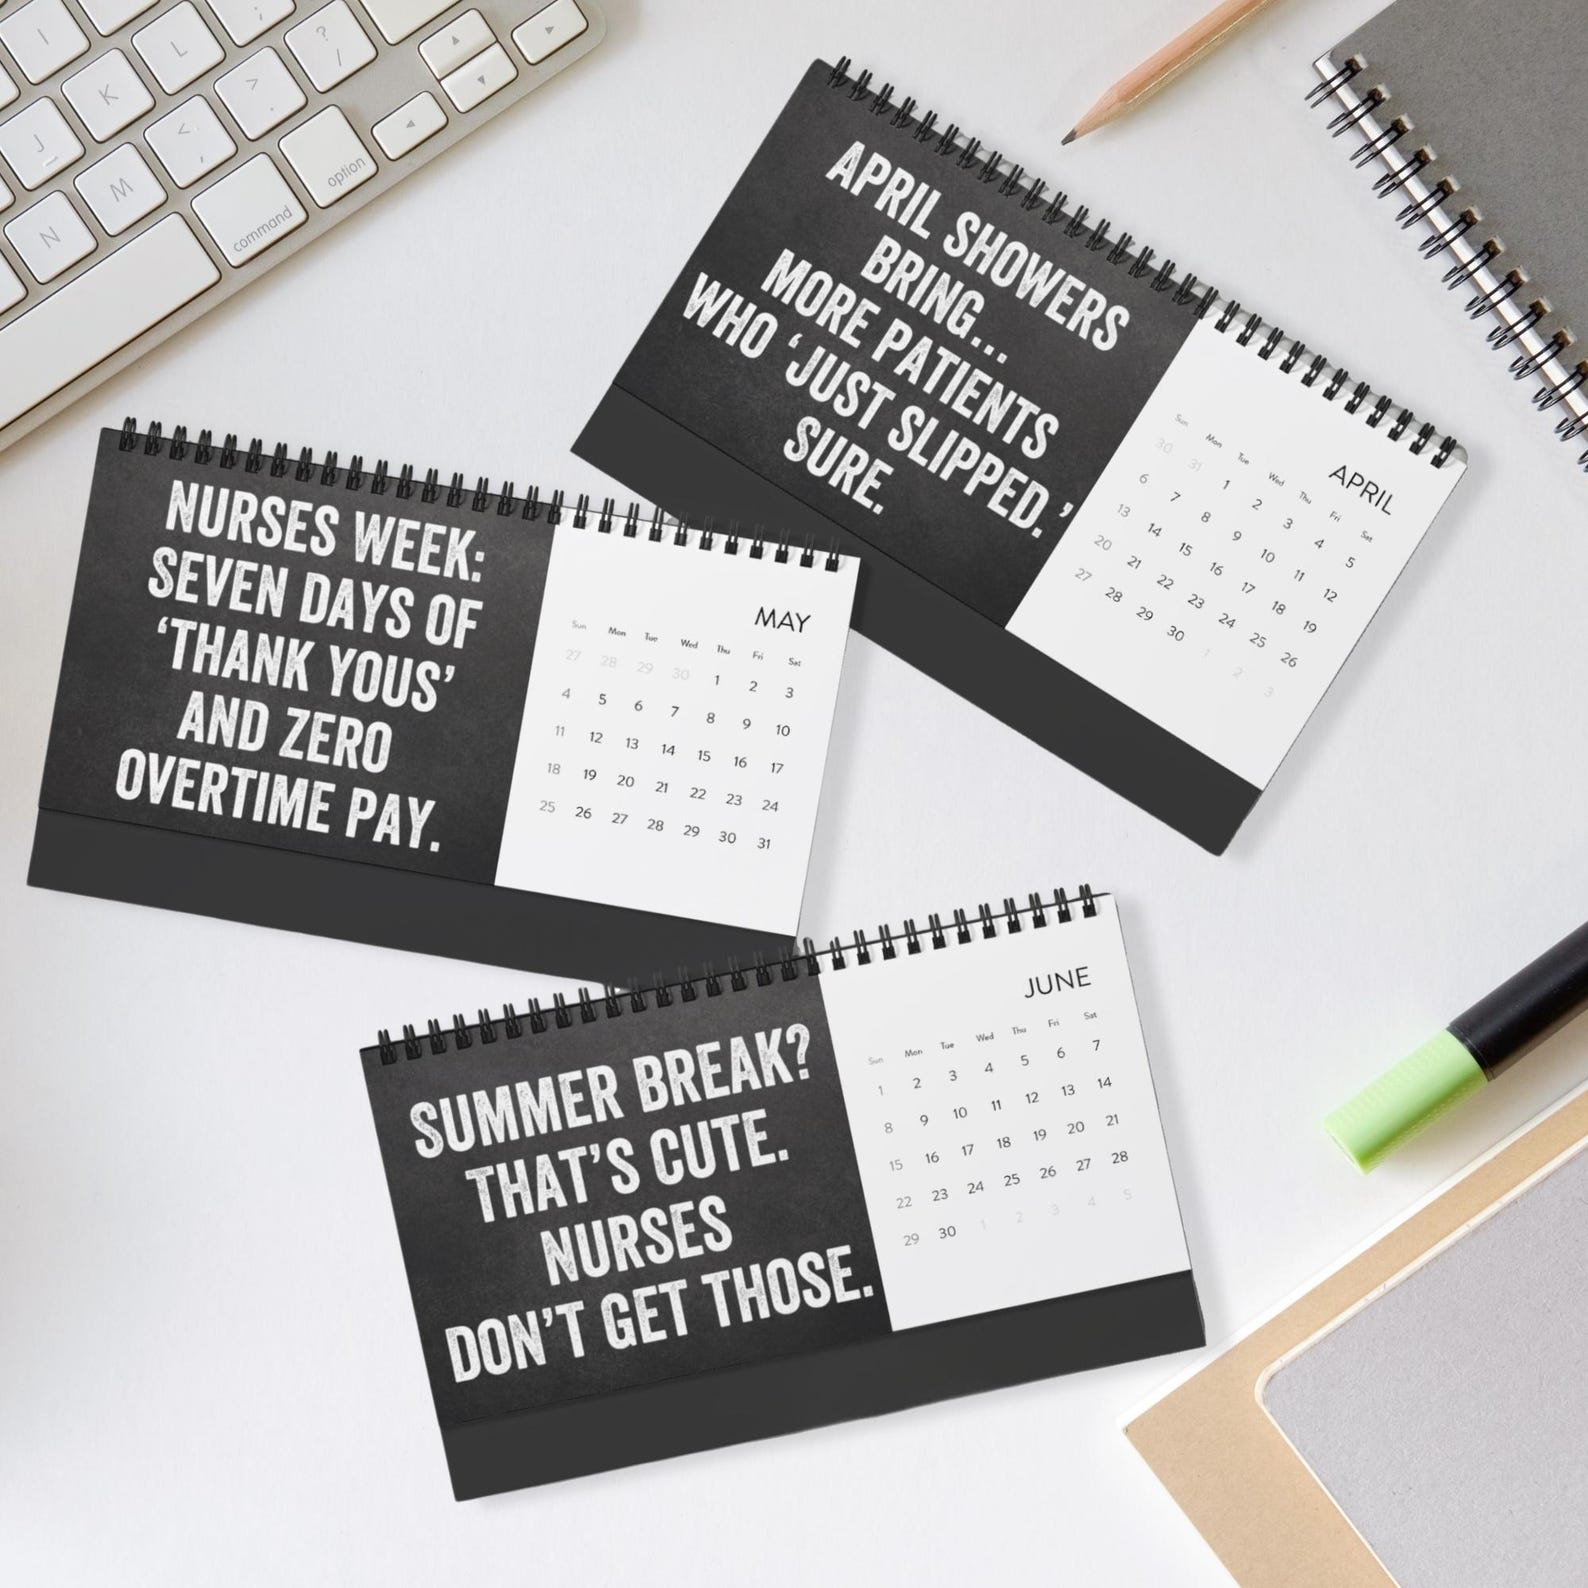 I
L
:
;
?
/
K
>
.
J
<
,
M
N
command
option
APRIL SHOWERS
BRING...
MORE PATIENTS
WHO ‘JUST SLIPPED.’
SURE.
APRIL
Sun Mon Tue Wed Thu Fri Sat
30 31 1 2 3 4 5
6 7 8 9 10 11 12
13 14 15 16 17 18 19
20 21 22 23 24 25 26
27 28 29 30 1 2 3
NURSES WEEK:
SEVEN DAYS OF
‘THANK YOUS’
AND ZERO
OVERTIME PAY.
MAY
Sun Mon Tue Wed Thu Fri Sat
27 28 29 30 1 2 3
4 5 6 7 8 9 10
11 12 13 14 15 16 17
18 19 20 21 22 23 24
25 26 27 28 29 30 31
SUMMER BREAK?
THAT’S CUTE.
NURSES
DON’T GET THOSE.
JUNE
Sun Mon Tue Wed Thu Fri Sat
1 2 3 4 5 6 7
8 9 10 11 12 13 14
15 16 17 18 19 20 21
22 23 24 25 26 27 28
29 30 1 2 3 4 5